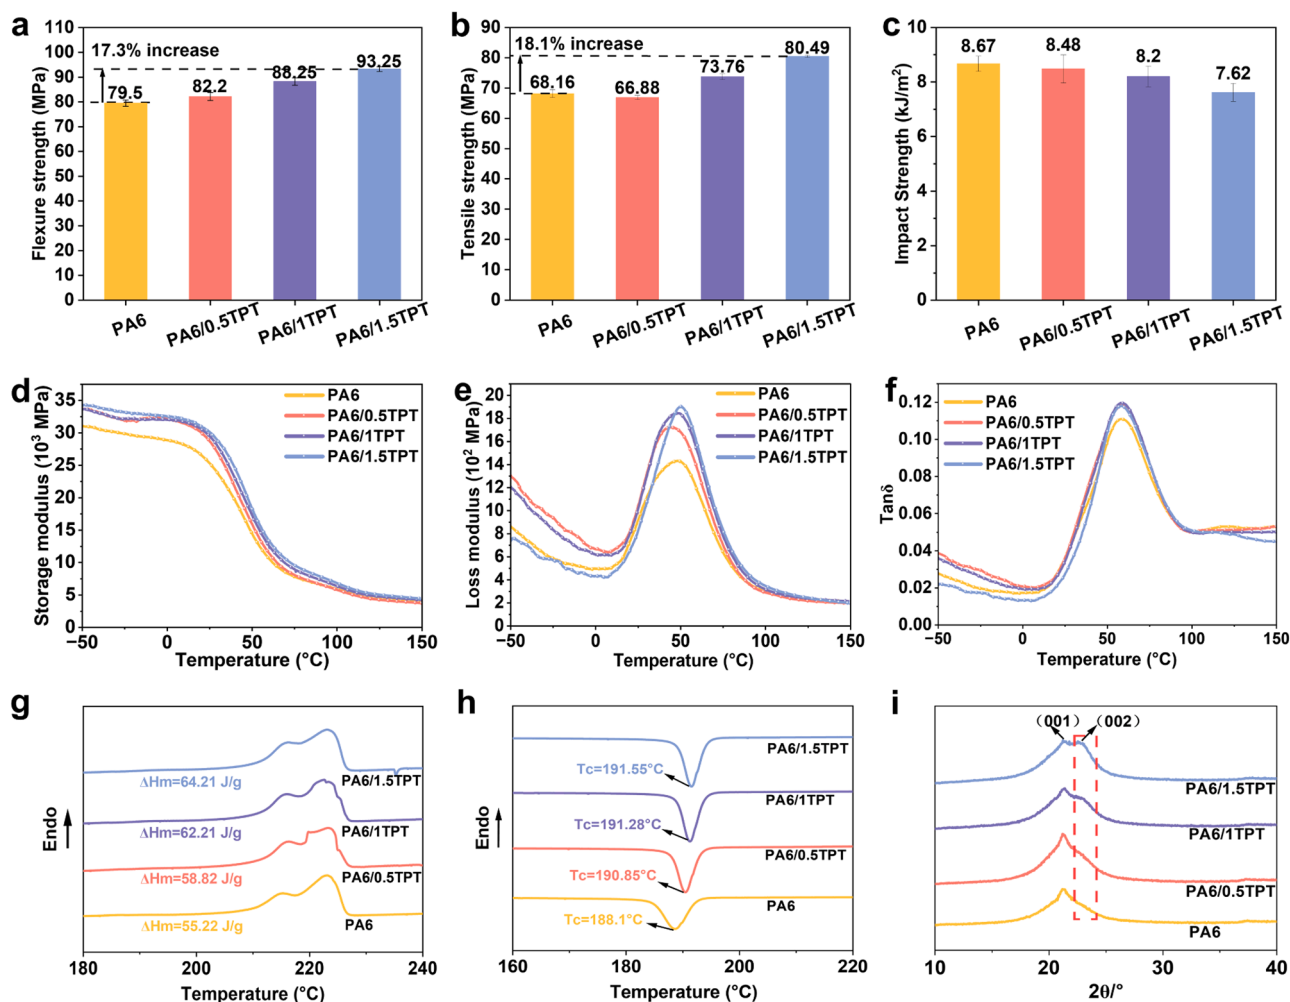 a
Flexure strength (MPa)
110
100
90
80
70
60
50
40
30
20
10
0
17.3% increase
79.5
82.2
88.25
93.25
PA6
PA6/0.5TPT
PA6/1TPT
PA6/1.5TPT
b
Tensile strength (MPa)
90
80
70
60
50
40
30
20
10
0
18.1% increase
68.16
66.88
73.76
80.49
PA6
PA6/0.5TPT
PA6/1TPT
PA6/1.5TPT
c
Impact Strength (kJ/m²)
10
8
6
4
2
0
8.67
8.48
8.2
7.62
PA6
PA6/0.5TPT
PA6/1TPT
PA6/1.5TPT
d
Storage modulus (10³ MPa)
35
30
25
20
15
10
5
0
PA6
PA6/0.5TPT
PA6/1TPT
PA6/1.5TPT
-50
0
50
100
150
Temperature (°C)
e
Loss modulus (10² MPa)
20
18
16
14
12
10
8
6
4
2
0
PA6
PA6/0.5TPT
PA6/1TPT
PA6/1.5TPT
-50
0
50
100
150
Temperature (°C)
f
Tanδ
0.12
0.10
0.08
0.06
0.04
0.02
0.00
PA6
PA6/0.5TPT
PA6/1TPT
PA6/1.5TPT
-50
0
50
100
150
Temperature (°C)
g
Endo
ΔHm=64.21 J/g
PA6/1.5TPT
ΔHm=62.21 J/g
PA6/1TPT
ΔHm=58.82 J/g
PA6/0.5TPT
ΔHm=55.22 J/g
PA6
180
200
220
240
Temperature (°C)
h
Endo
PA6/1.5TPT
Tc=191.55°C
PA6/1TPT
Tc=191.28°C
PA6/0.5TPT
Tc=190.85°C
PA6
Tc=188.1°C
160
180
200
220
Temperature (°C)
i
（001）
（002）
PA6/1.5TPT
PA6/1TPT
PA6/0.5TPT
PA6
10
20
30
40
2θ/°